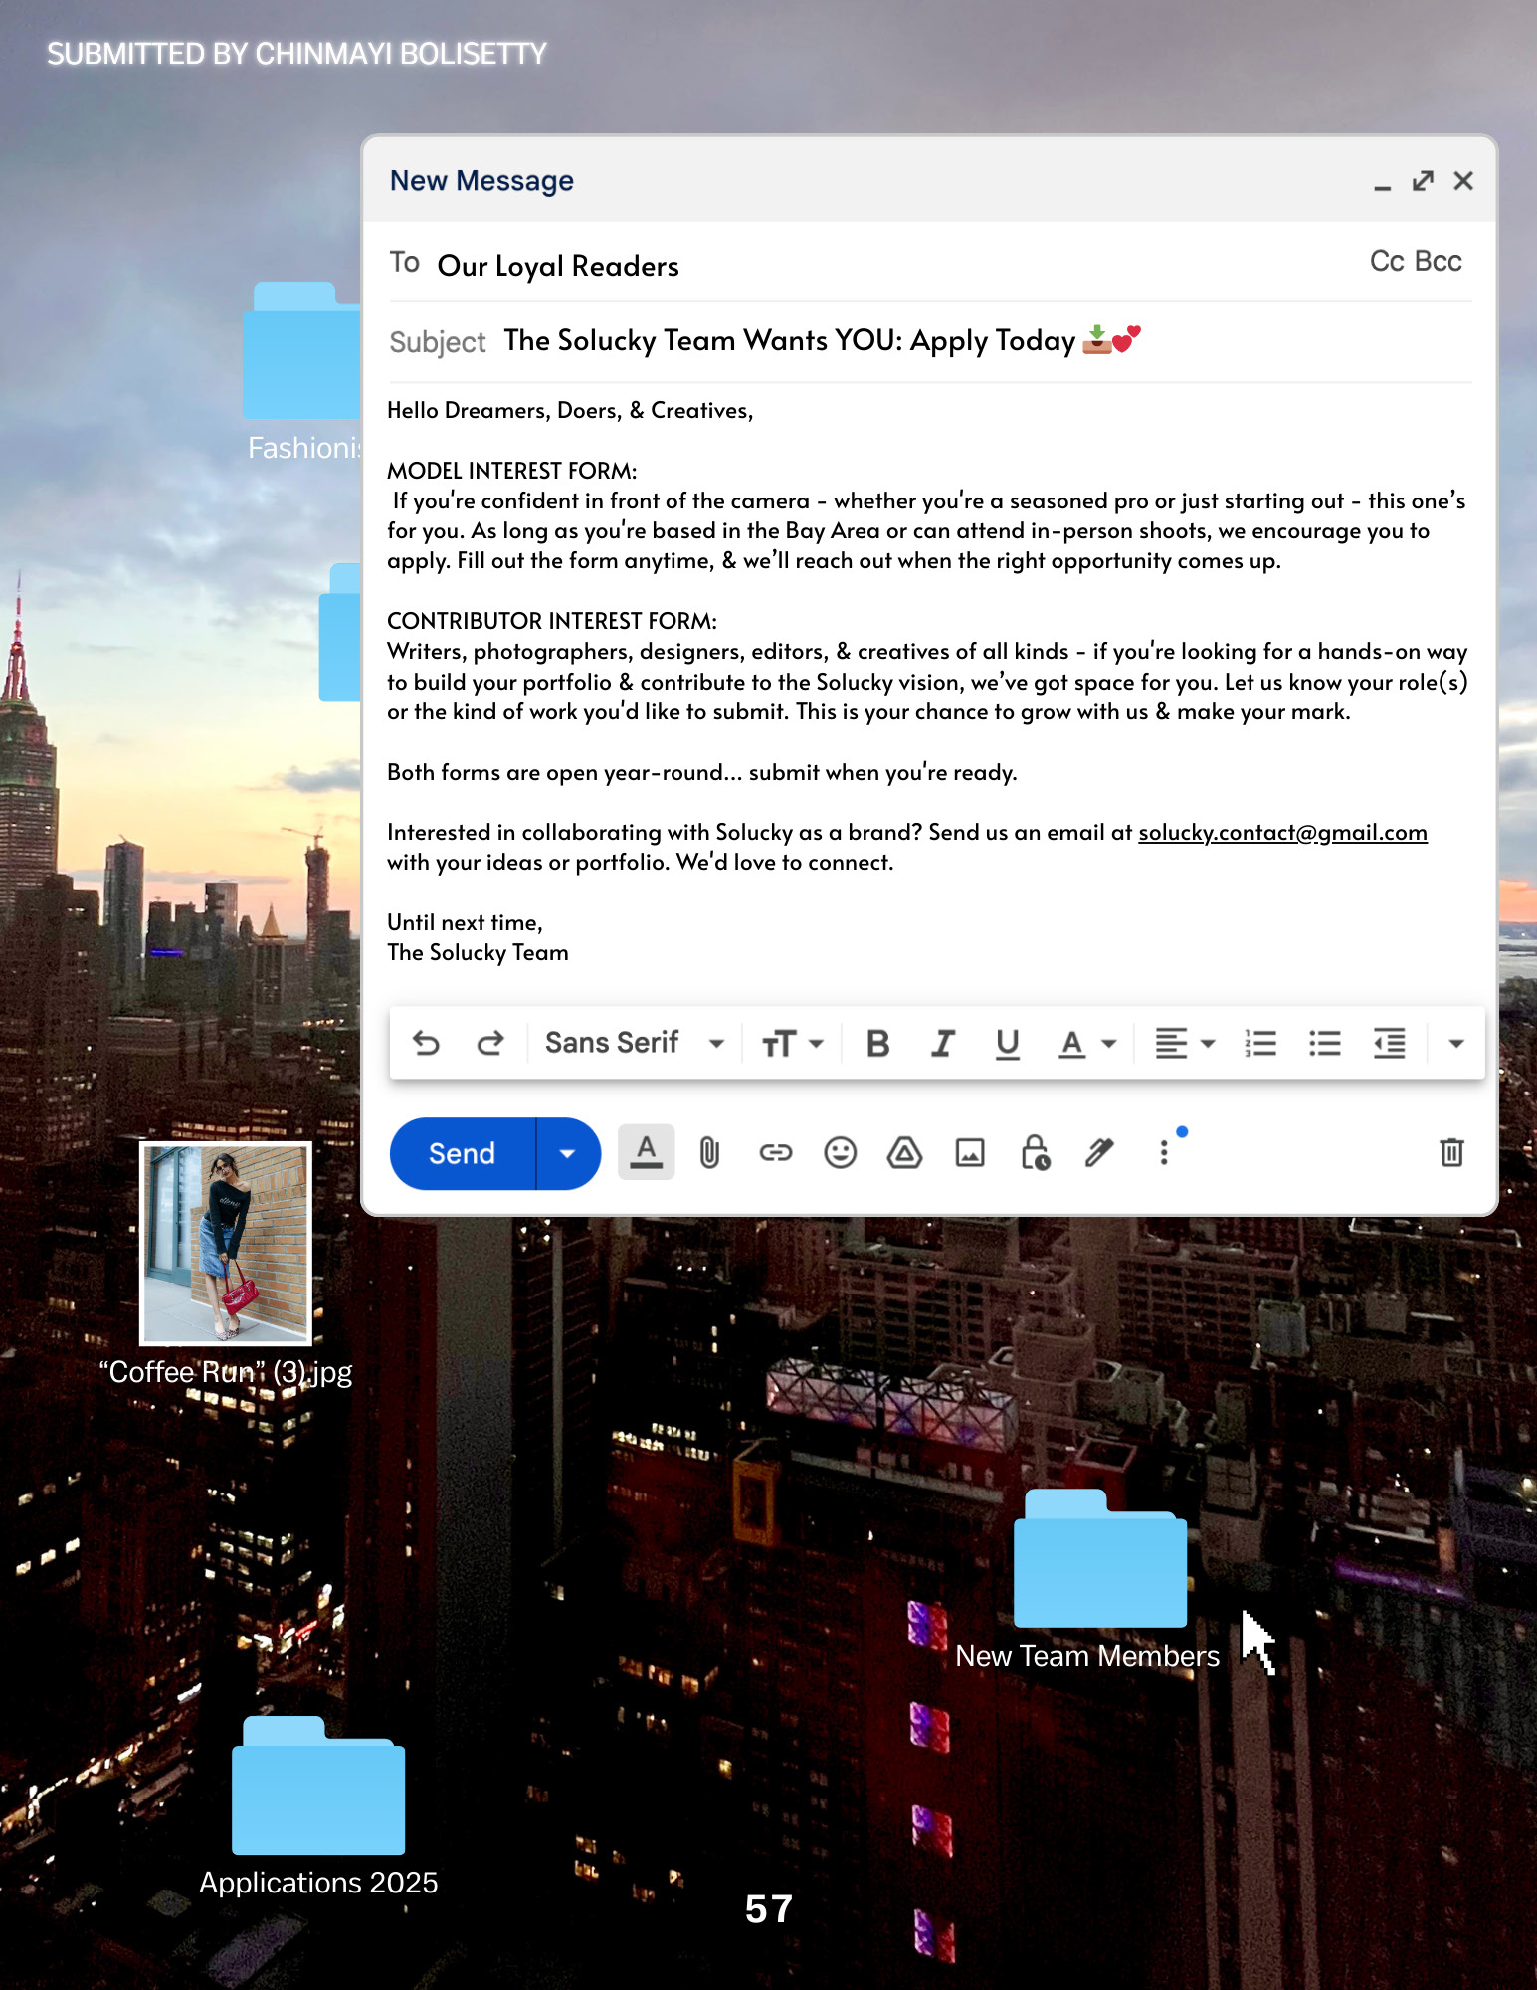 SUBMITTED BY CHINMAYI BOLISETTY
New Message
To Our Loyal Readers Cc Bcc
Subject The Solucky Team Wants YOU: Apply Today 📥💕
Hello Dreamers, Doers, & Creatives,
MODEL INTEREST FORM:
If you're confident in front of the camera - whether you're a seasoned pro or just starting out - this one’s
for you. As long as you're based in the Bay Area or can attend in-person shoots, we encourage you to
apply. Fill out the form anytime, & we’ll reach out when the right opportunity comes up.
CONTRIBUTOR INTEREST FORM:
Writers, photographers, designers, editors, & creatives of all kinds - if you're looking for a hands-on way
to build your portfolio & contribute to the Solucky vision, we’ve got space for you. Let us know your role(s)
or the kind of work you'd like to submit. This is your chance to grow with us & make your mark.
Both forms are open year-round... submit when you're ready.
Interested in collaborating with Solucky as a brand? Send us an email at solucky.contact@gmail.com
with your ideas or portfolio. We'd love to connect.
Until next time,
The Solucky Team
Sans Serif
Send
“Coffee Run” (3).jpg
New Team Members
Applications 2025
57